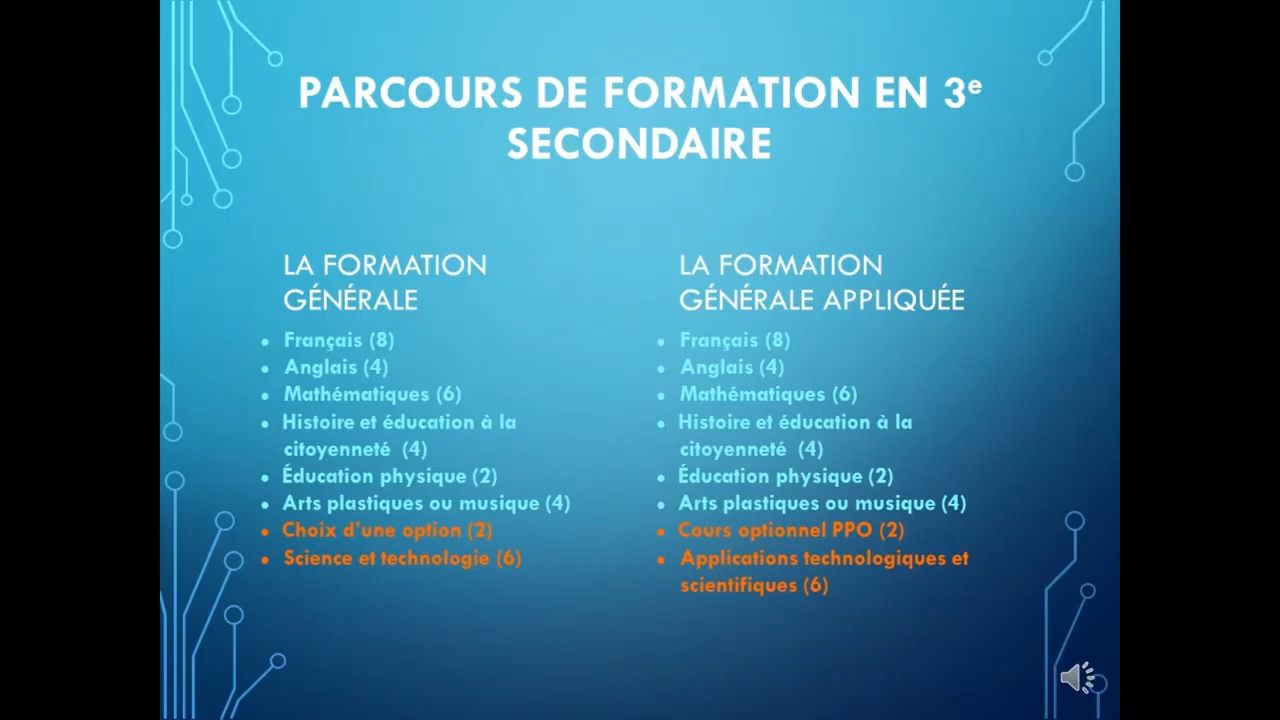 PARCOURS DE FORMATION EN 3e
SECONDAIRE
LA FORMATION
GÉNÉRALE
• Français (8)
• Anglais (4)
• Mathématiques (6)
• Histoire et éducation à la
citoyenneté (4)
• Éducation physique (2)
• Arts plastiques ou musique (4)
• Choix d'une option (2)
• Science et technologie (6)
LA FORMATION
GÉNÉRALE APPLIQUÉE
• Français (8)
• Anglais (4)
• Mathématiques (6)
• Histoire et éducation à la
citoyenneté (4)
• Éducation physique (2)
• Arts plastiques ou musique (4)
• Cours optionnel PPO (2)
• Applications technologiques et
scientifiques (6)